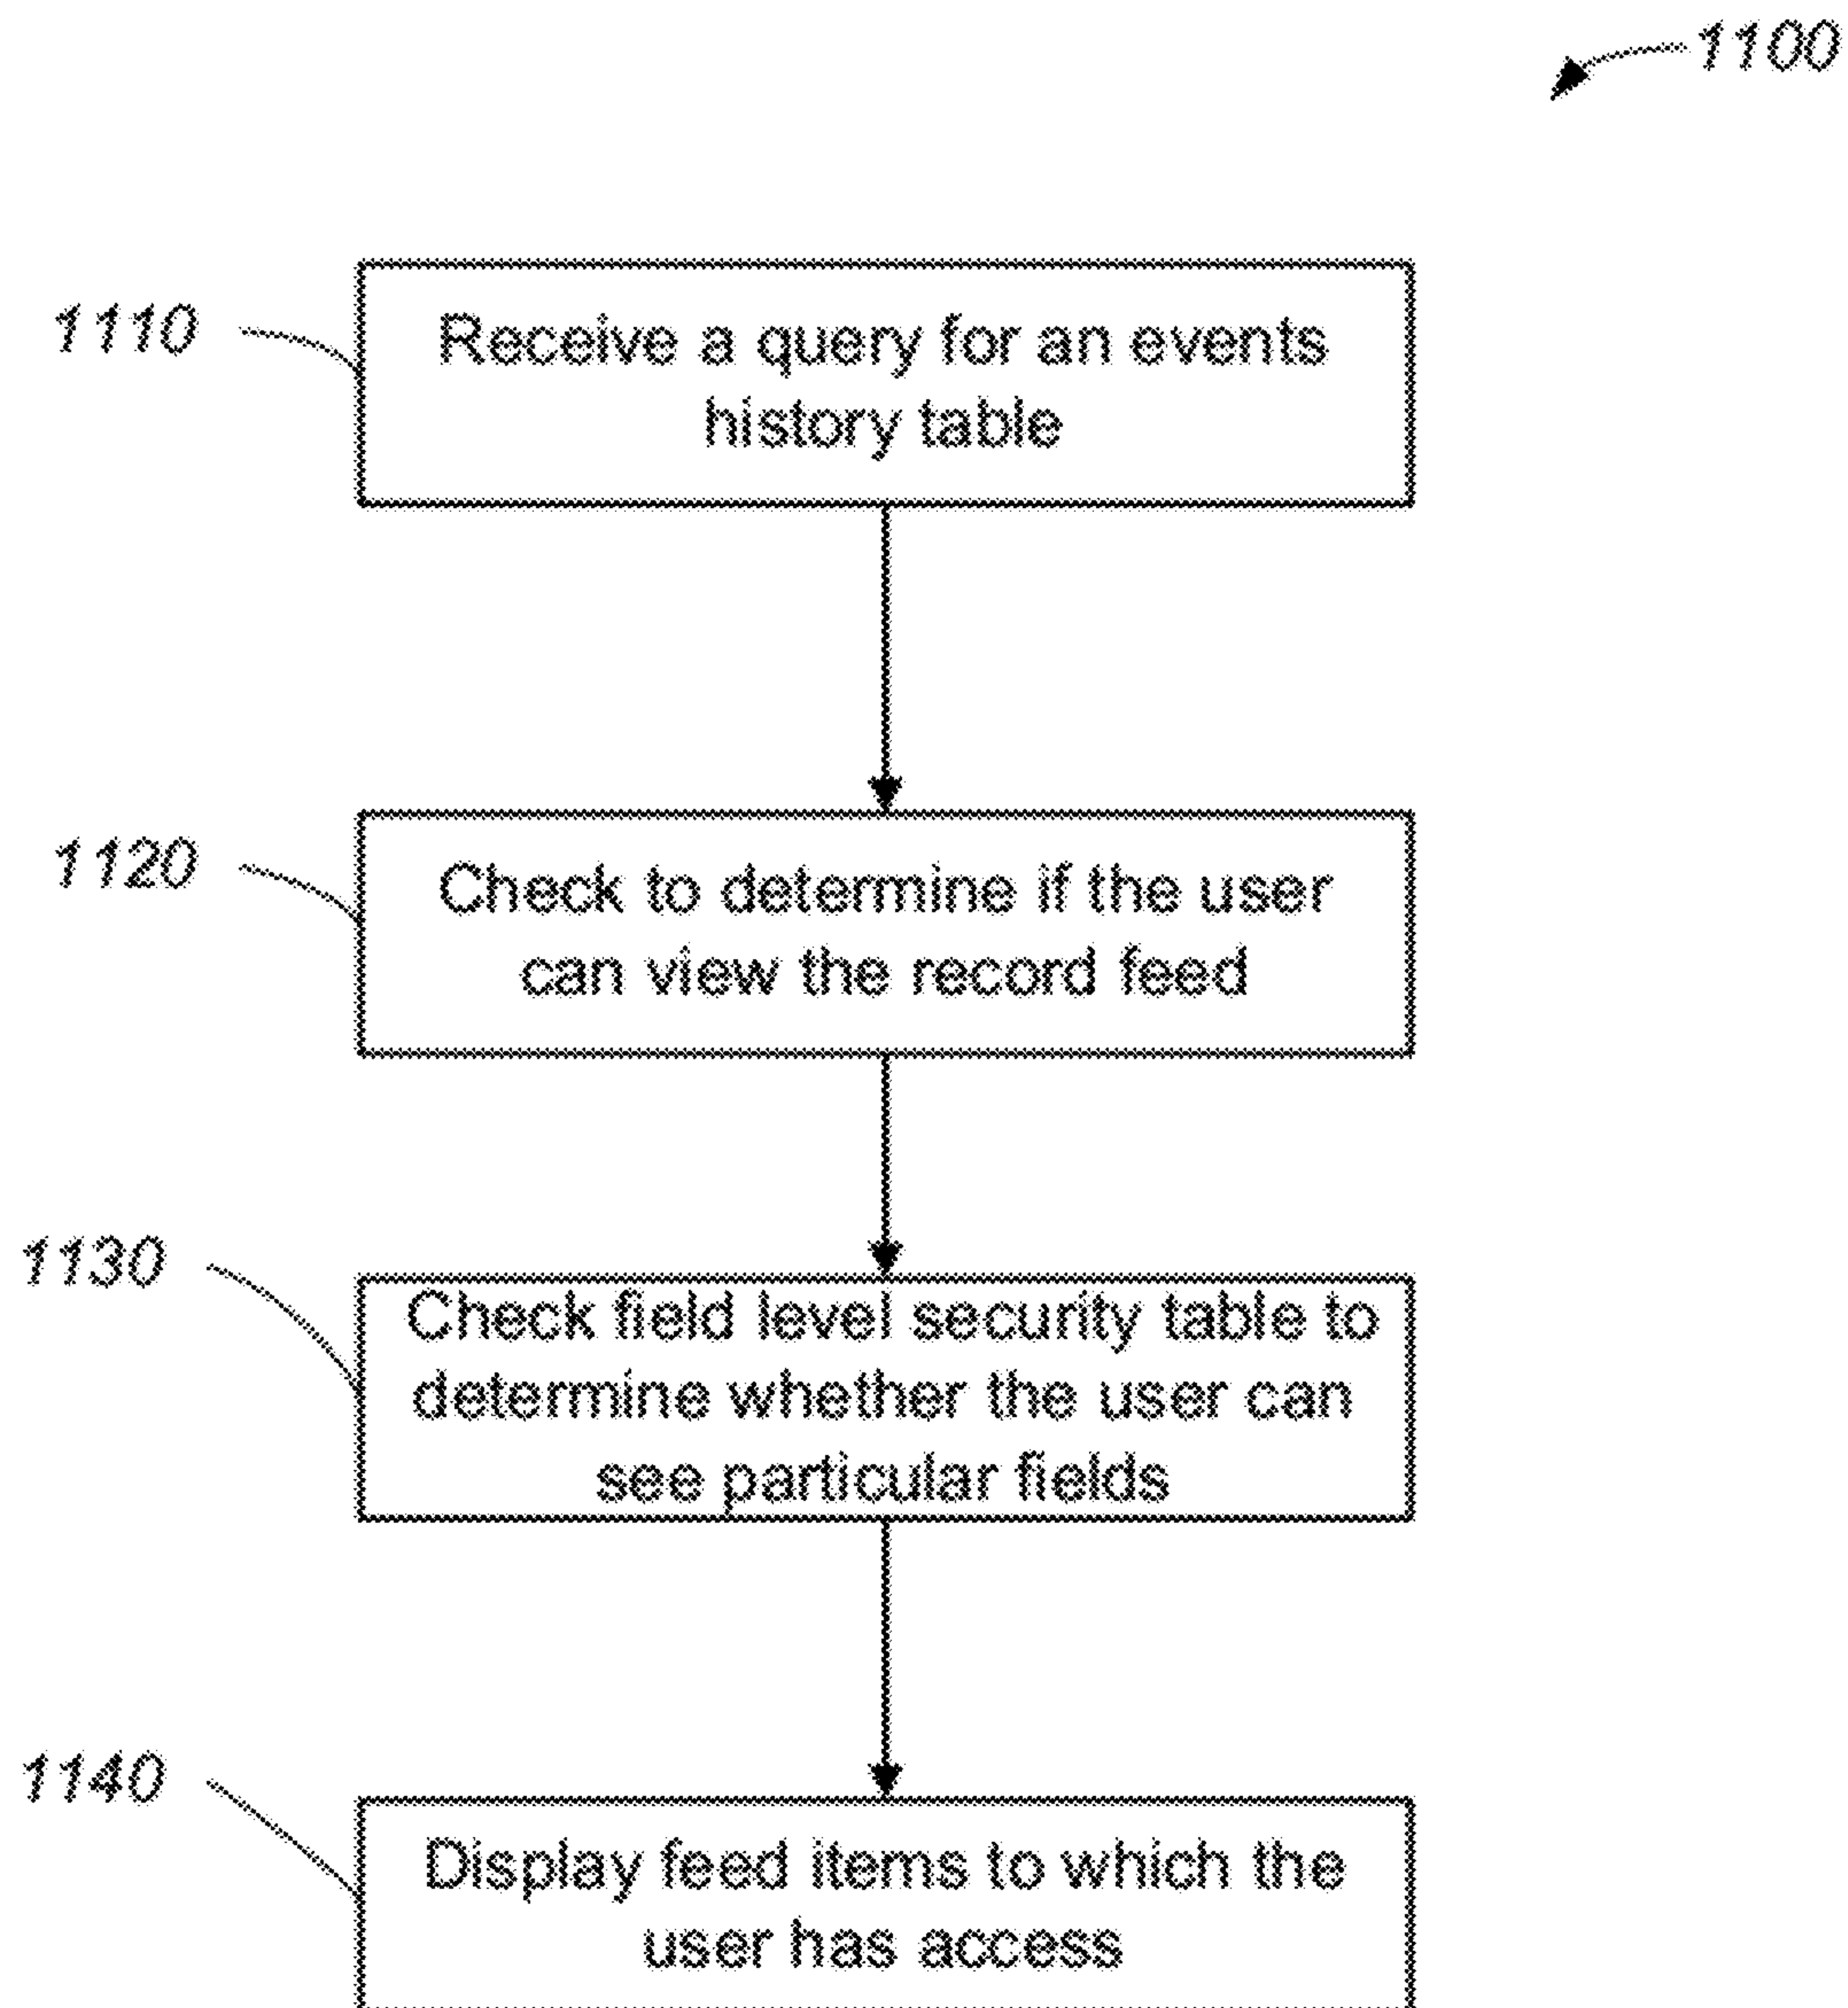 1100
1110
Receive a query for an events
history table
1120
Check to determine if the user
can view the record feed
1130
Check field level security table to
determine whether the user can
see particular fields
1140
Display feed items to which the
user has access